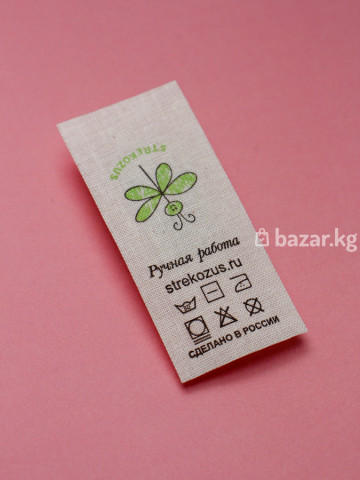 STREKOZUS
Ручная работа
strekozus.ru
СДЕЛАНО В РОССИИ
bazar.kg